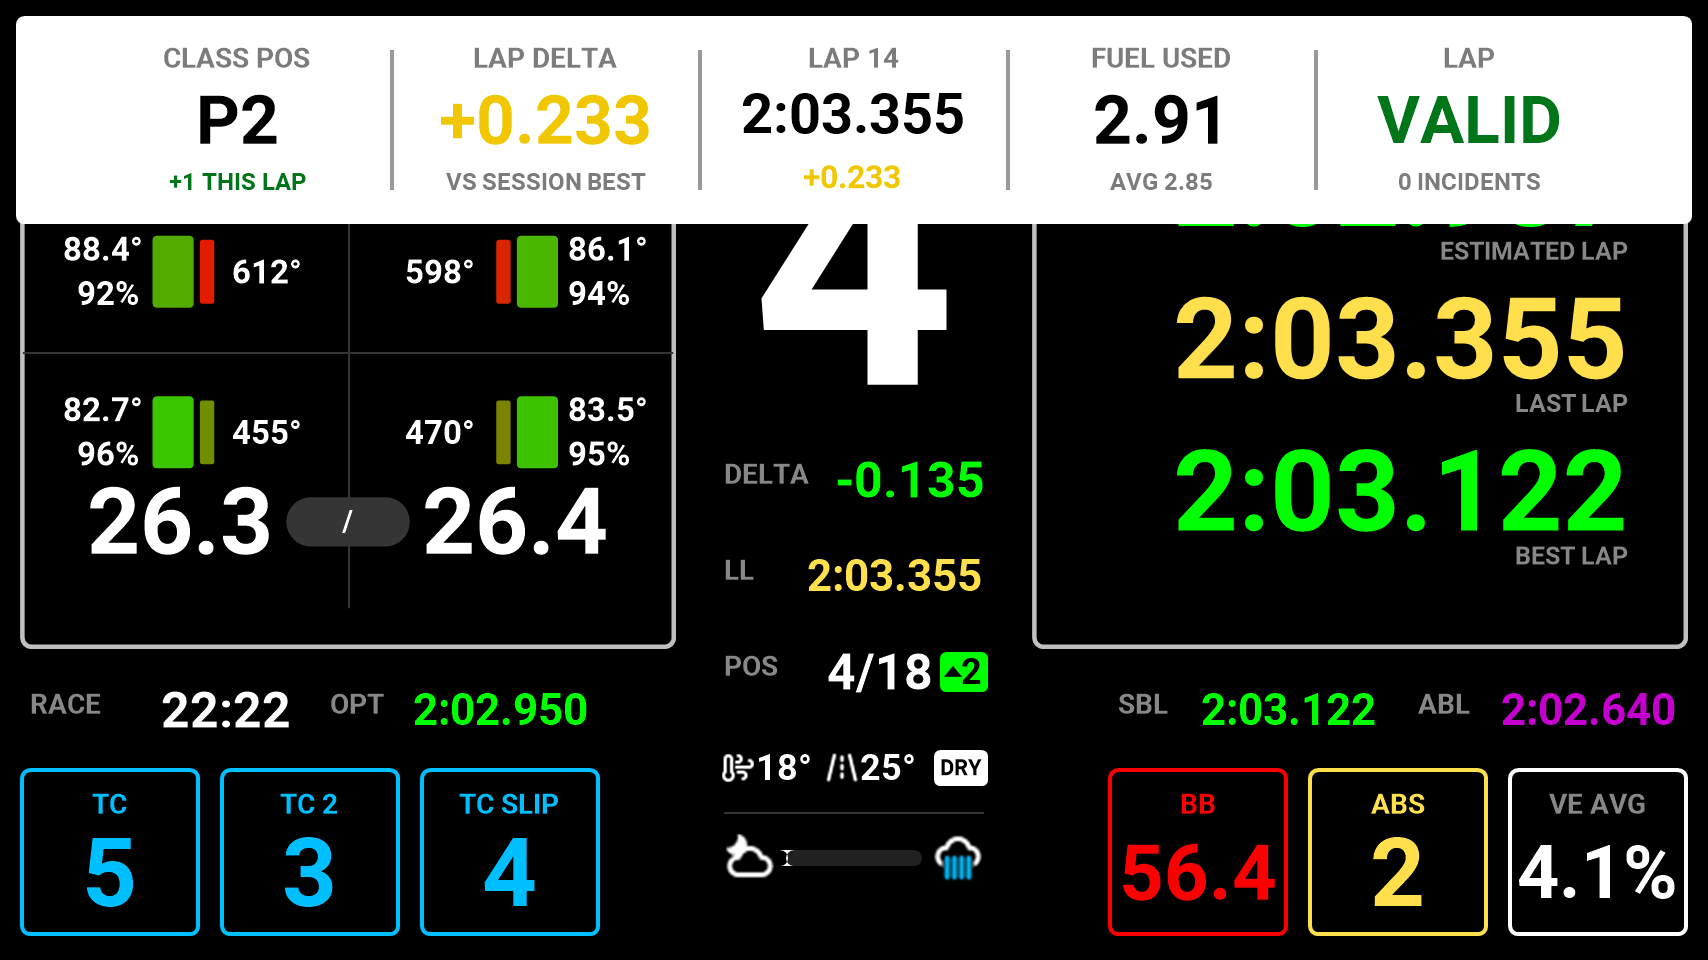 CLASS POS
P2
+1 THIS LAP
LAP DELTA
+0.233
VS SESSION BEST
LAP 14
2:03.355
+0.233
FUEL USED
2.91
AVG 2.85
LAP
VALID
0 INCIDENTS
88.4°
92%
612°
598°
86.1°
94%
82.7°
96%
455°
470°
83.5°
95%
26.3 / 26.4
4
DELTA -0.135
LL 2:03.355
POS 4/18 2
18° 25° DRY
ESTIMATED LAP
2:03.355
LAST LAP
2:03.122
BEST LAP
RACE 22:22 OPT 2:02.950
SBL 2:03.122 ABL 2:02.640
TC
5
TC 2
3
TC SLIP
4
BB
56.4
ABS
2
VE AVG
4.1%